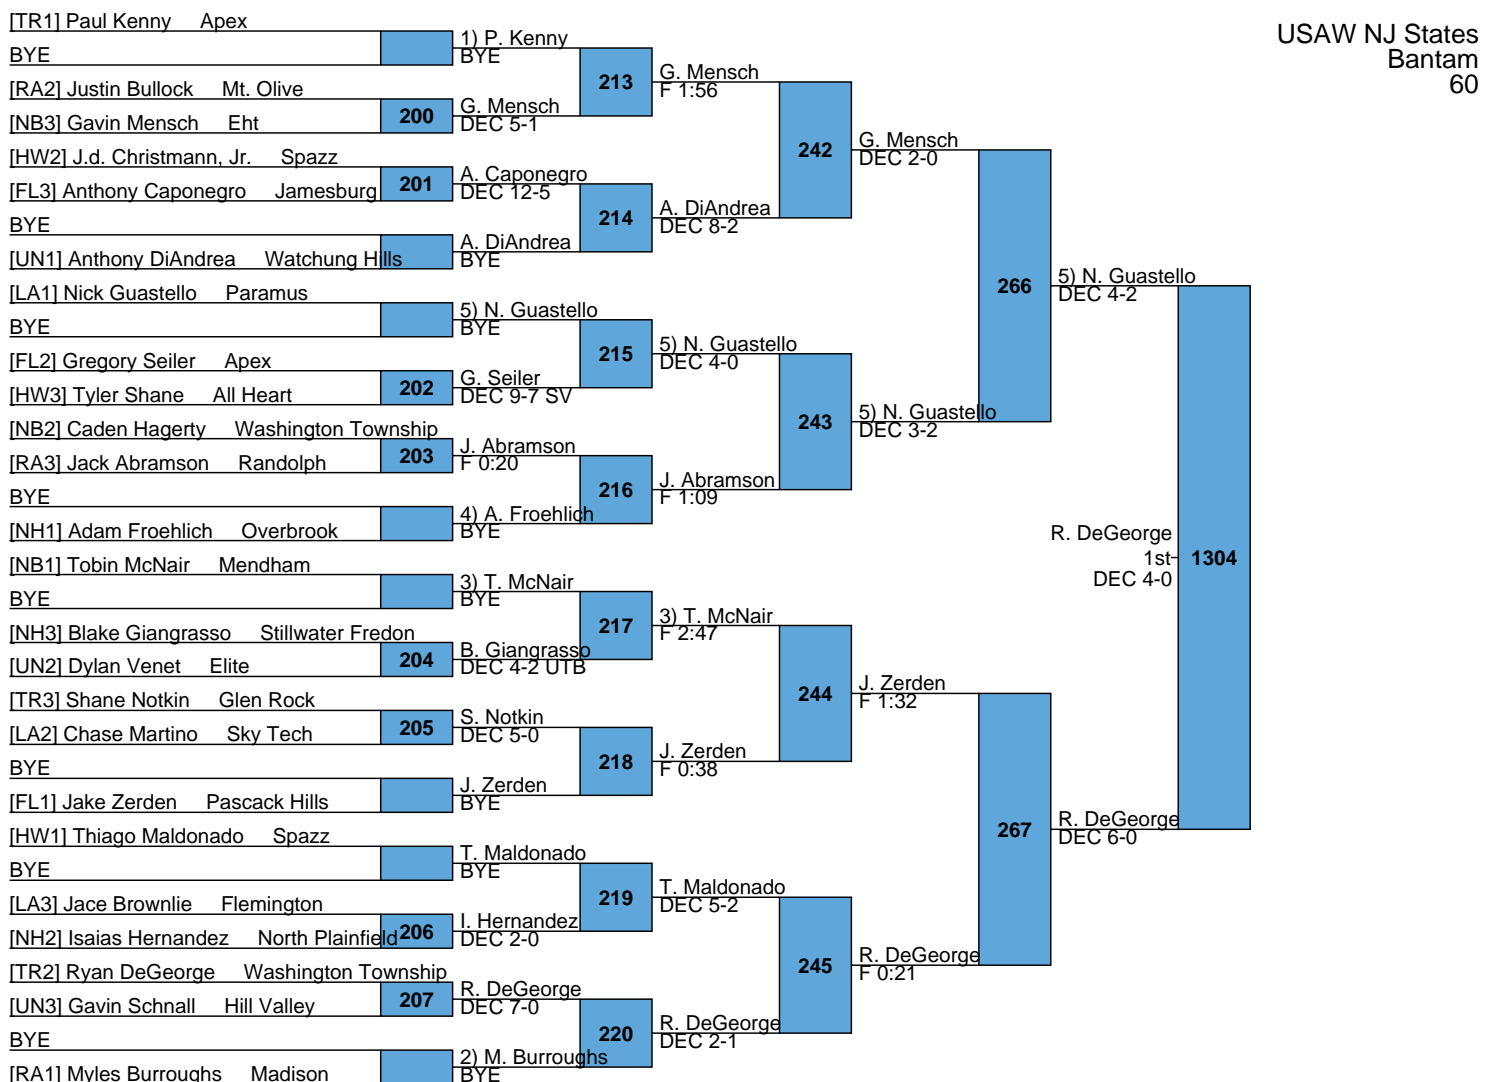 USAW NJ States
Bantam
60
[TR1] Paul Kenny Apex
BYE
[RA2] Justin Bullock Mt. Olive
[NB3] Gavin Mensch Eht
[HW2] J.d. Christmann, Jr. Spazz
[FL3] Anthony Caponegro Jamesburg
BYE
[UN1] Anthony DiAndrea Watchung Hills
[LA1] Nick Guastello Paramus
BYE
[FL2] Gregory Seiler Apex
[HW3] Tyler Shane All Heart
[NB2] Caden Hagerty Washington Township
[RA3] Jack Abramson Randolph
BYE
[NH1] Adam Froehlich Overbrook
[NB1] Tobin McNair Mendham
BYE
[NH3] Blake Giangrasso Stillwater Fredon
[UN2] Dylan Venet Elite
[TR3] Shane Notkin Glen Rock
[LA2] Chase Martino Sky Tech
BYE
[FL1] Jake Zerden Pascack Hills
[HW1] Thiago Maldonado Spazz
BYE
[LA3] Jace Brownlie Flemington
[NH2] Isaias Hernandez North Plainfield
[TR2] Ryan DeGeorge Washington Township
[UN3] Gavin Schnall Hill Valley
BYE
[RA1] Myles Burroughs Madison
200
201
202
203
204
205
206
207
1) P. Kenny
BYE
G. Mensch
DEC 5-1
A. Caponegro
DEC 12-5
A. DiAndrea
BYE
5) N. Guastello
BYE
G. Seiler
DEC 9-7 SV
J. Abramson
F 0:20
4) A. Froehlich
BYE
3) T. McNair
BYE
B. Giangrasso
DEC 4-2 UTB
S. Notkin
DEC 5-0
J. Zerden
BYE
T. Maldonado
BYE
I. Hernandez
DEC 2-0
R. DeGeorge
DEC 7-0
2) M. Burroughs
BYE
213
214
215
216
217
218
219
220
G. Mensch
F 1:56
A. DiAndrea
DEC 8-2
5) N. Guastello
DEC 4-0
J. Abramson
F 1:09
3) T. McNair
F 2:47
J. Zerden
F 0:38
T. Maldonado
DEC 5-2
R. DeGeorge
DEC 2-1
242
243
244
245
G. Mensch
DEC 2-0
5) N. Guastello
DEC 3-2
J. Zerden
F 1:32
R. DeGeorge
F 0:21
266
267
5) N. Guastello
DEC 4-2
R. DeGeorge
DEC 6-0
1304
R. DeGeorge
1st
DEC 4-0